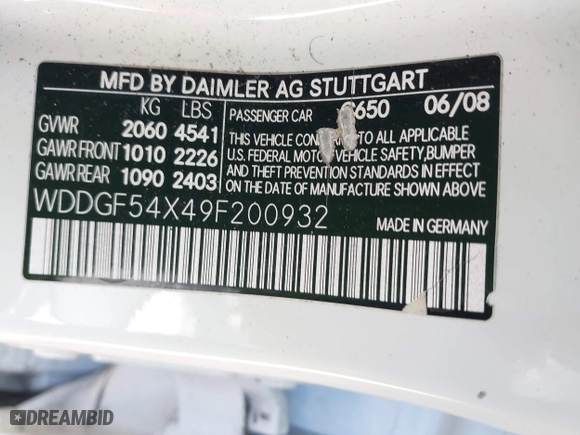 MFD BY DAIMLER AG STUTTGART
KG LBS
GVWR 2060 4541
GAWR FRONT 1010 2226
GAWR REAR 1090 2403
PASSENGER CAR 650 06/08
THIS VEHICLE TO ALL APPLICABLE
U.S. FEDERAL MOTOR VEHICLE SAFETY, BUMPER
AND THEFT PREVENTION STANDARDS IN EFFECT
ON THE DATE OF MANUFACTURE SHOWN ABOVE
WDDGF54X49F200932
MADE IN GERMANY
DREAMBID